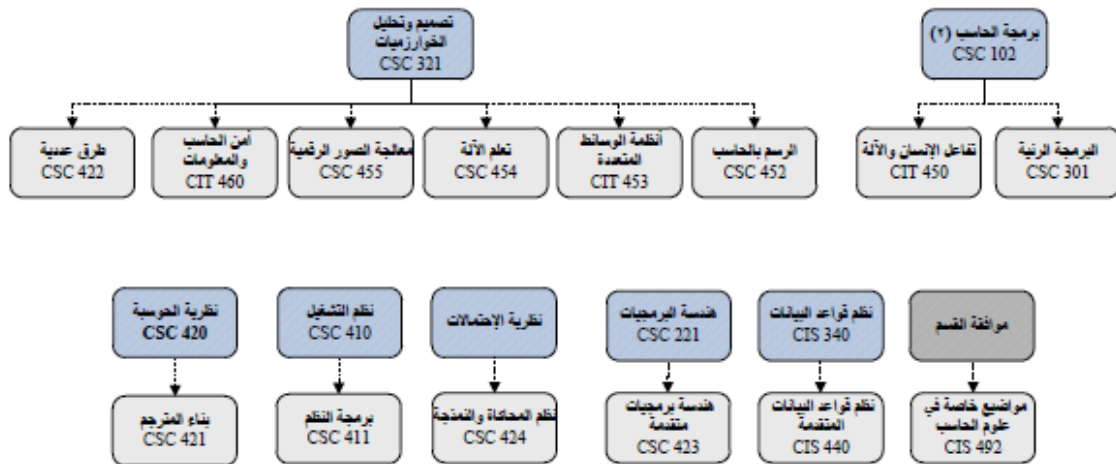 برمجة الحاسب (٢)
CSC 102
تصميم وتحليل
الخوارزميات
CSC 321
البرمجة الرئية
CSC 301
تفاعل الإنسان والآلة
CIT 450
الرسم بالحاسب
CSC 452
أنظمة الوسائط
المتعددة
CIT 453
تعلم الآلة
CSC 454
معالجة الصور الرقمية
CSC 455
أمن الحاسب
والمعلومات
CIT 460
طرق عددية
CSC 422
موافقة القسم
نظم قواعد البيانات
CIS 340
هندسة البرمجيات
CSC 221
نظرية الإحتمالات
نظم التشغيل
CSC 410
نظرية الحوسبة
CSC 420
مواضيع خاصة في
علوم الحاسب
CIS 492
نظم قواعد البيانات
المتقدمة
CIS 440
هندسة برمجيات
متقدمة
CSC 423
نظم المحاكاة والنمذجة
CSC 424
برمجة النظم
CSC 411
بناء المترجم
CSC 421